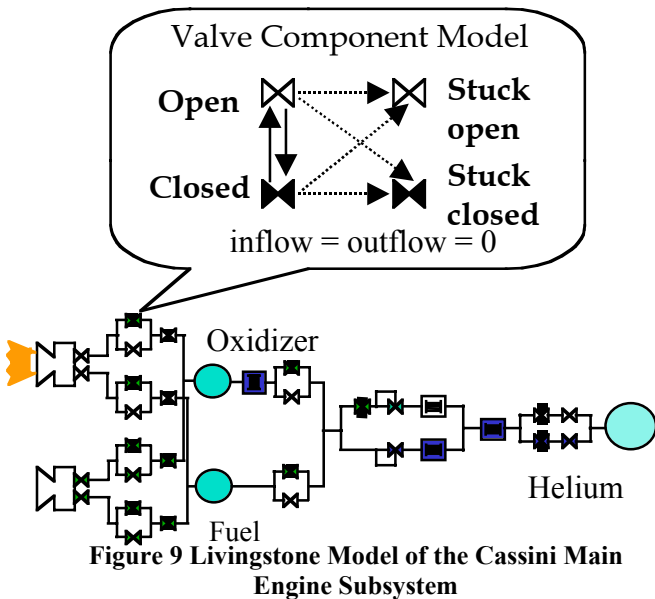 Valve Component Model
Open
Stuck
open
Closed
Stuck
closed
inflow = outflow = 0
Oxidizer
Fuel
Helium
Figure 9 Livingstone Model of the Cassini Main
Engine Subsystem